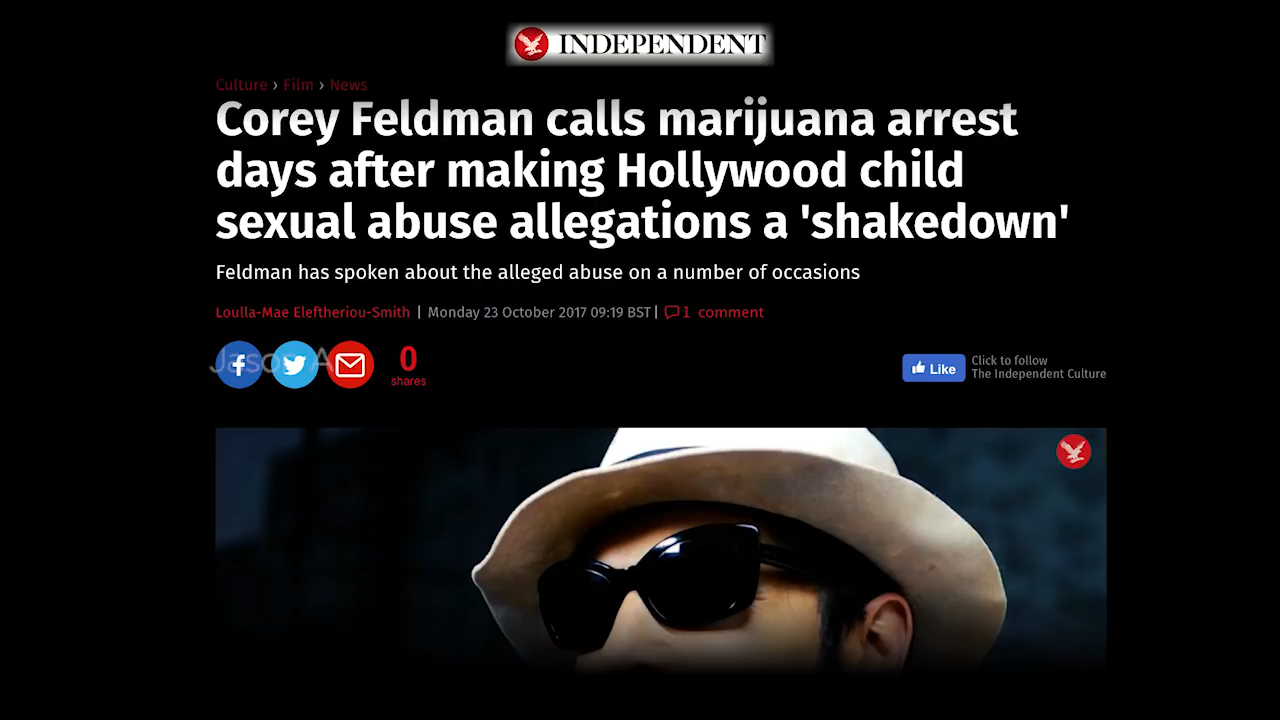 INDEPENDENT
Culture › Film › News
Corey Feldman calls marijuana arrest
days after making Hollywood child
sexual abuse allegations a 'shakedown'
Feldman has spoken about the alleged abuse on a number of occasions
Loulla-Mae Eleftheriou-Smith | Monday 23 October 2017 09:19 BST | 1 comment
f
0
shares
Like
Click to follow
The Independent Culture